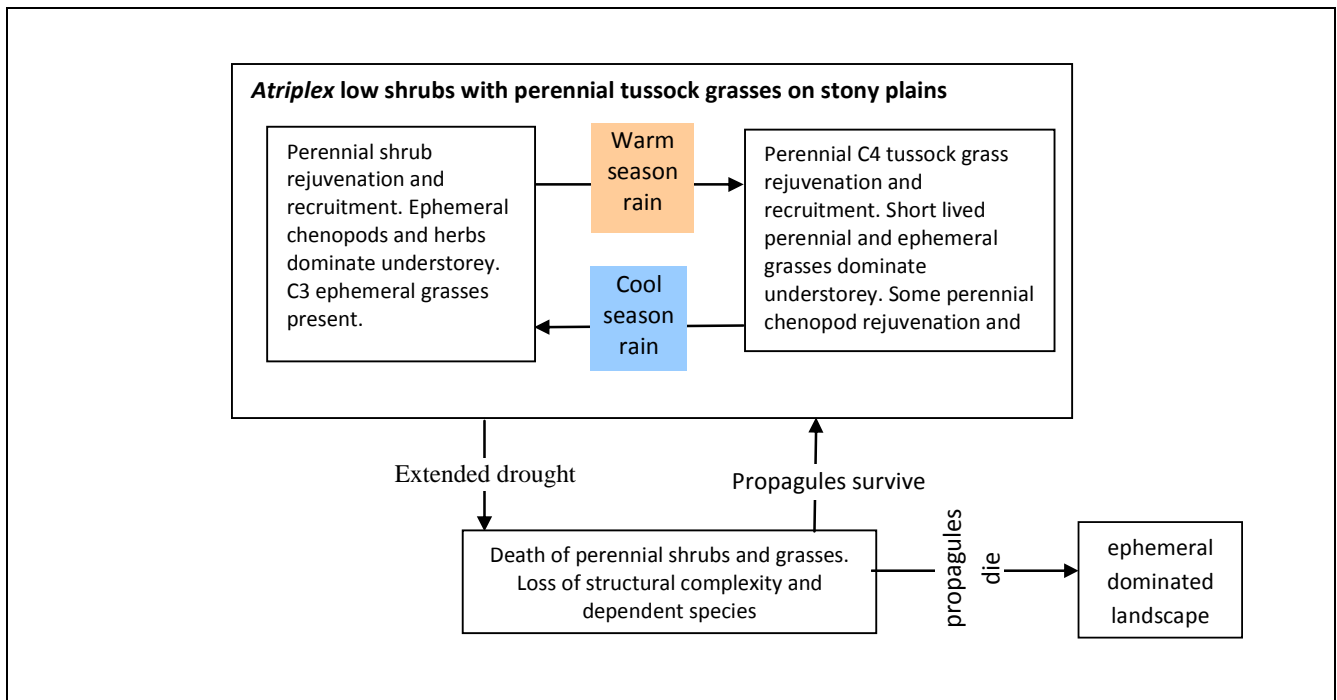 Atriplex low shrubs with perennial tussock grasses on stony plains
Perennial shrub
rejuvenation and
recruitment. Ephemeral
chenopods and herbs
dominate understorey.
C3 ephemeral grasses
present.
Warm
season
rain
Cool
season
rain
Perennial C4 tussock grass
rejuvenation and
recruitment. Short lived
perennial and ephemeral
grasses dominate
understorey. Some perennial
chenopod rejuvenation and
Extended drought
Propagules survive
Death of perennial shrubs and grasses.
Loss of structural complexity and
dependent species
propagules
die
ephemeral
dominated
landscape